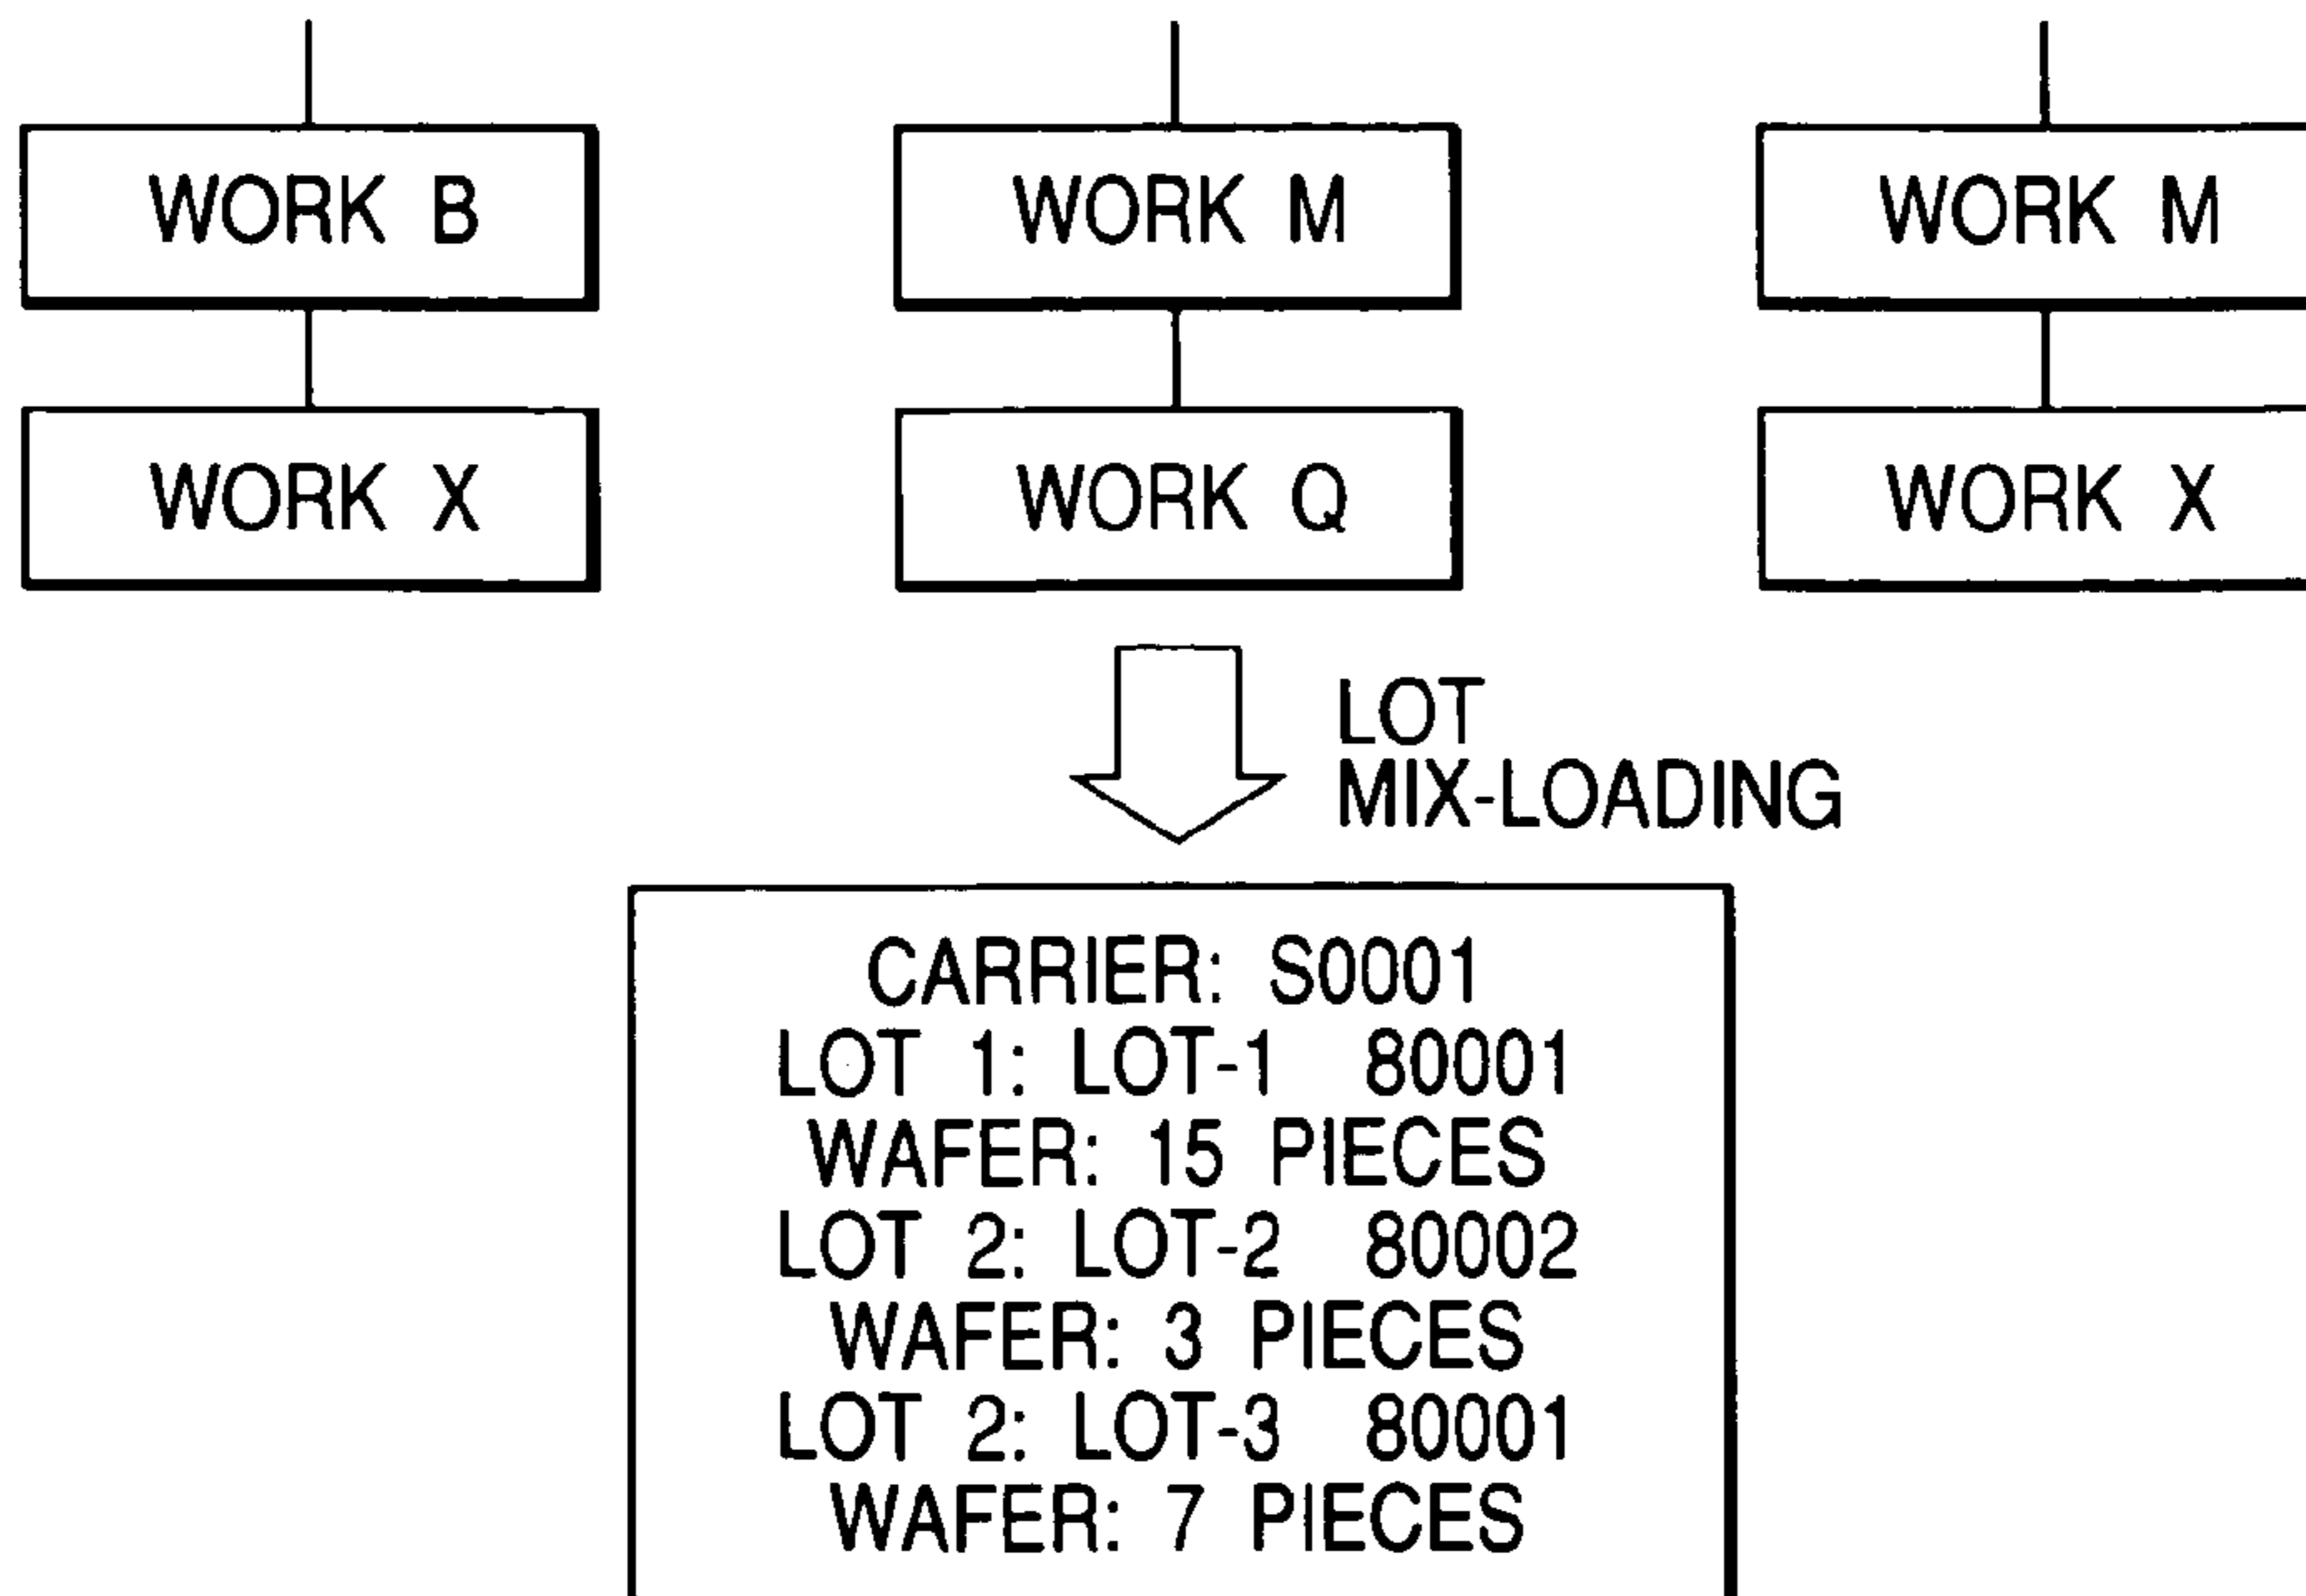 WORK B
WORK M
WORK M
WORK X
WORK Q
WORK X
LOT
MIX-LOADING
CARRIER: S0001
LOT 1: LOT-1 80001
WAFER: 15 PIECES
LOT 2: LOT-2 80002
WAFER: 3 PIECES
LOT 2: LOT-3 80001
WAFER: 7 PIECES